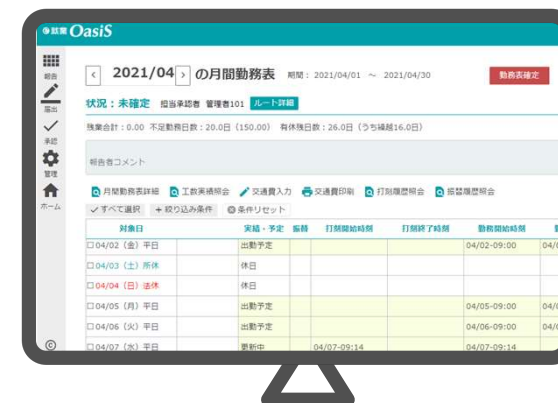 就業 OasiS
報告
届出
承認
管理
ホーム
2021/04 の月間勤務表 期間: 2021/04/01 ～ 2021/04/30 勤務表確定
状況：未確定 担当承認者 管理者101 ルート詳細
残業合計：0.00 不足勤務日数：20.0日（150.00） 有休残日数：26.0日（うち繰越16.0日）
報告者コメント
月間勤務表詳細 工数実績照会 交通費入力 交通費印刷 打刻履歴照会 振替履歴照会
すべて選択 +絞り込み条件 条件リセット
対象日 実績・予定 振替 打刻開始時刻 打刻終了時刻 勤務開始時刻
04/02（金）平日 出勤予定 04/02-09:00 04/0
04/03（土）所休 休日
04/04（日）法休 休日
04/05（月）平日 出勤予定 04/05-09:00 04/0
04/06（火）平日 出勤予定 04/06-09:00 04/0
04/07（水）平日 更新中 04/07-09:14 04/07-09:14
©